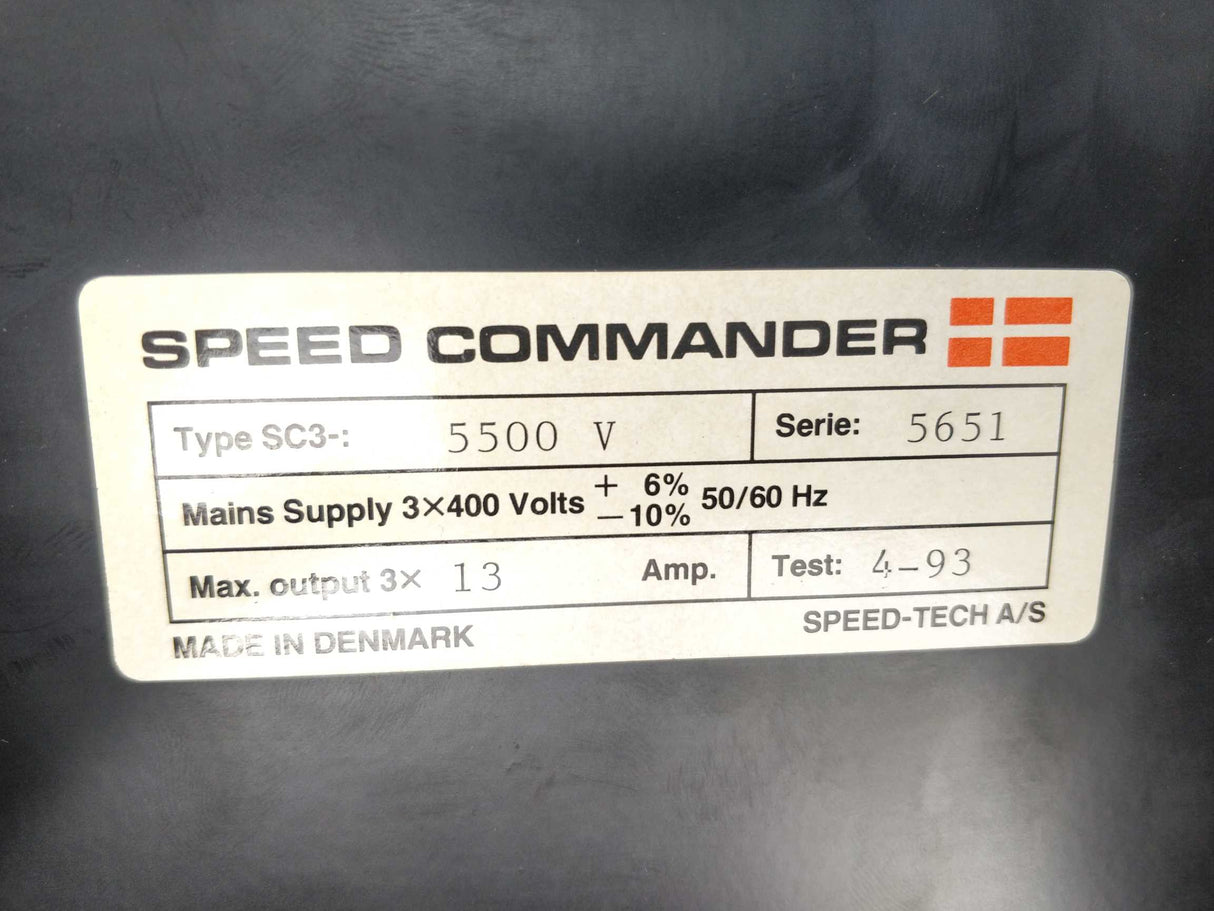 SPEED COMMANDER
Type SC3-: 5500 V Serie: 5651
Mains Supply 3×400 Volts + 6% −10% 50/60 Hz
Max. output 3× 13 Amp. Test: 4-93
MADE IN DENMARK SPEED-TECH A/S